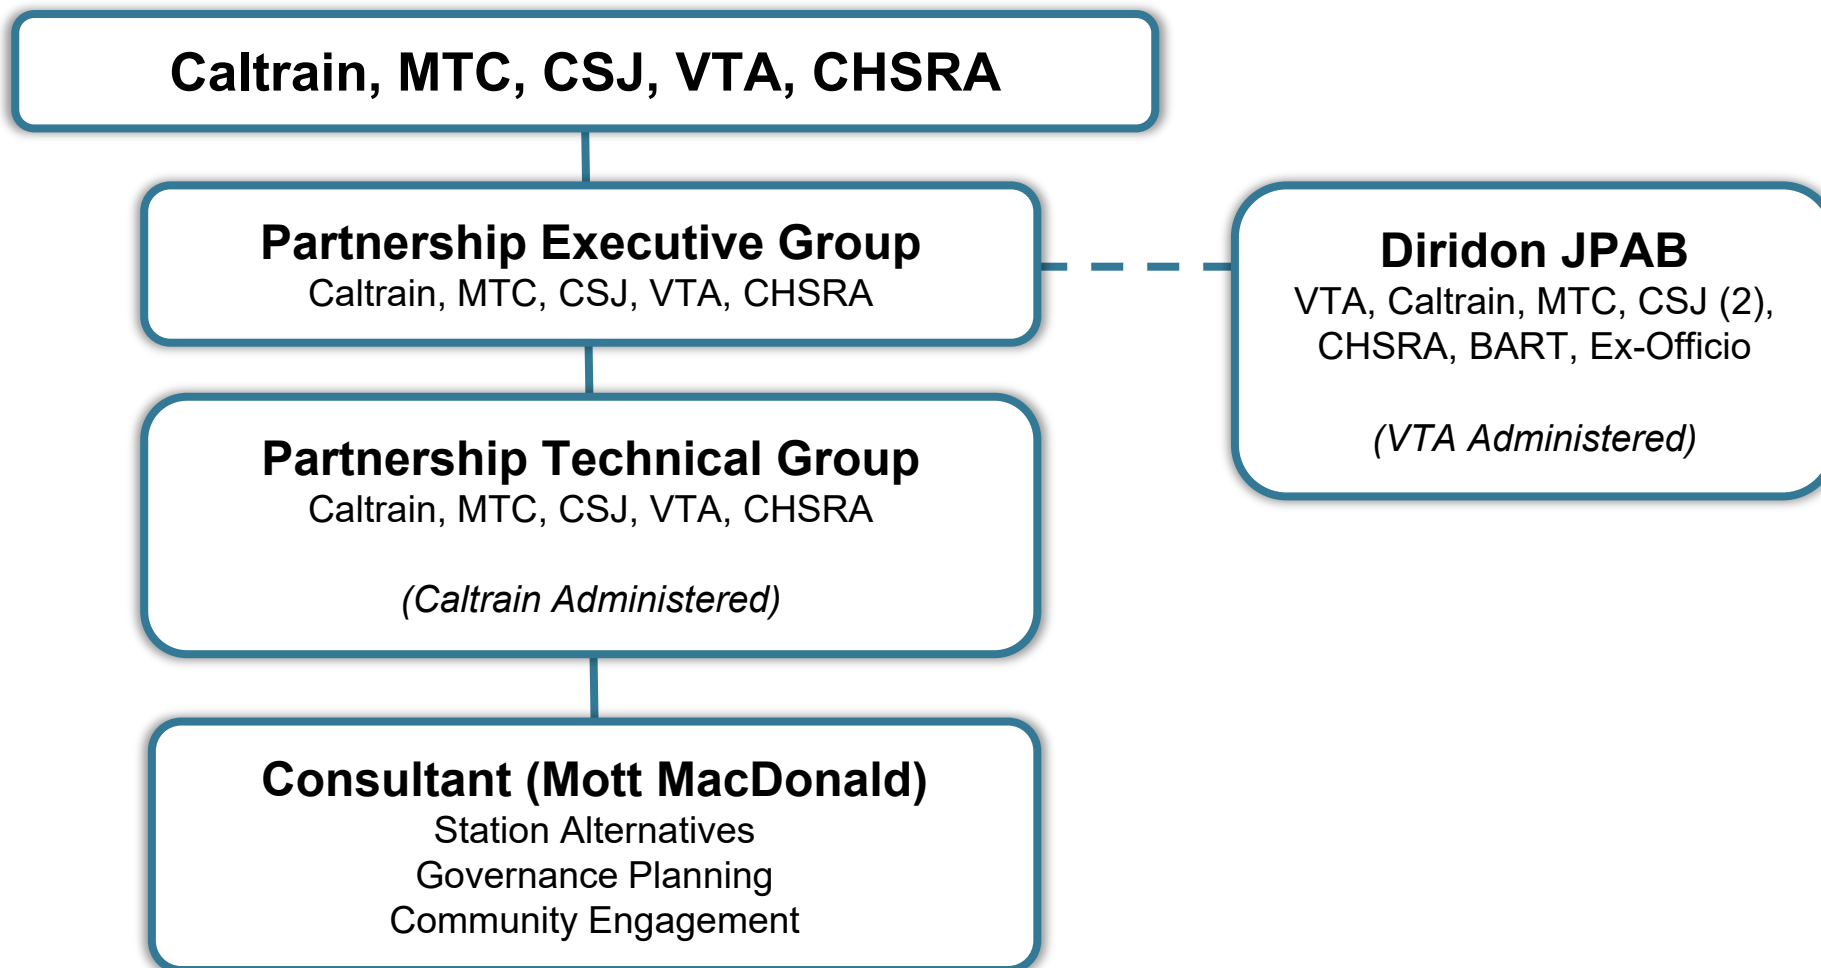 Caltrain, MTC, CSJ, VTA, CHSRA
Partnership Executive Group
Caltrain, MTC, CSJ, VTA, CHSRA
Diridon JPAB
VTA, Caltrain, MTC, CSJ (2),
CHSRA, BART, Ex-Officio
(VTA Administered)
Partnership Technical Group
Caltrain, MTC, CSJ, VTA, CHSRA
(Caltrain Administered)
Consultant (Mott MacDonald)
Station Alternatives
Governance Planning
Community Engagement